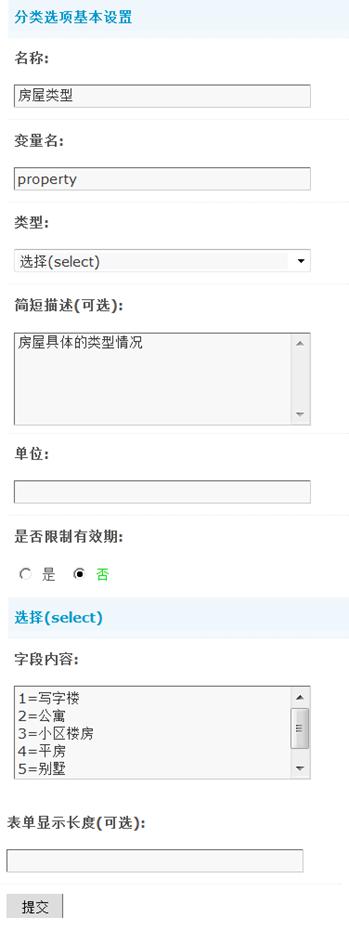 分类选项基本设置
名称:
房屋类型
变量名:
property
类型:
选择(select)
简短描述(可选):
房屋具体的类型情况
单位:
是否限制有效期:
是 否
选择(select)
字段内容:
1=写字楼
2=公寓
3=小区楼房
4=平房
5=别墅
表单显示长度(可选):
提交